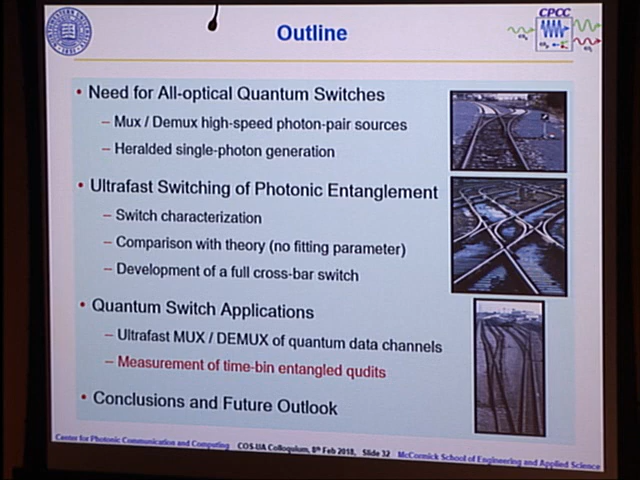 Outline
CPCC
• Need for All-optical Quantum Switches
– Mux / Demux high-speed photon-pair sources
– Heralded single-photon generation
• Ultrafast Switching of Photonic Entanglement
– Switch characterization
– Comparison with theory (no fitting parameter)
– Development of a full cross-bar switch
• Quantum Switch Applications
– Ultrafast MUX / DEMUX of quantum data channels
– Measurement of time-bin entangled qudits
• Conclusions and Future Outlook
Center for Photonic Communication and Computing COS-UA Colloquium, 8th Feb 2018, Slide 32 McCormick School of Engineering and Applied Science